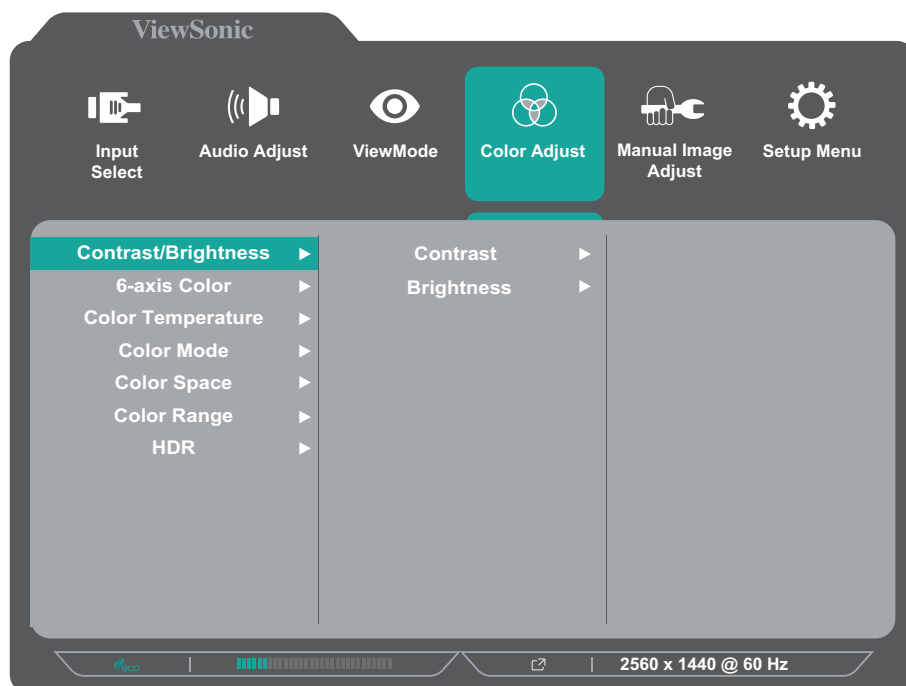 ViewSonic
Input
Select
Audio Adjust
ViewMode
Color Adjust
Manual Image
Adjust
Setup Menu
Contrast/Brightness
6-axis Color
Color Temperature
Color Mode
Color Space
Color Range
HDR
Contrast
Brightness
eco
2560 x 1440 @ 60 Hz